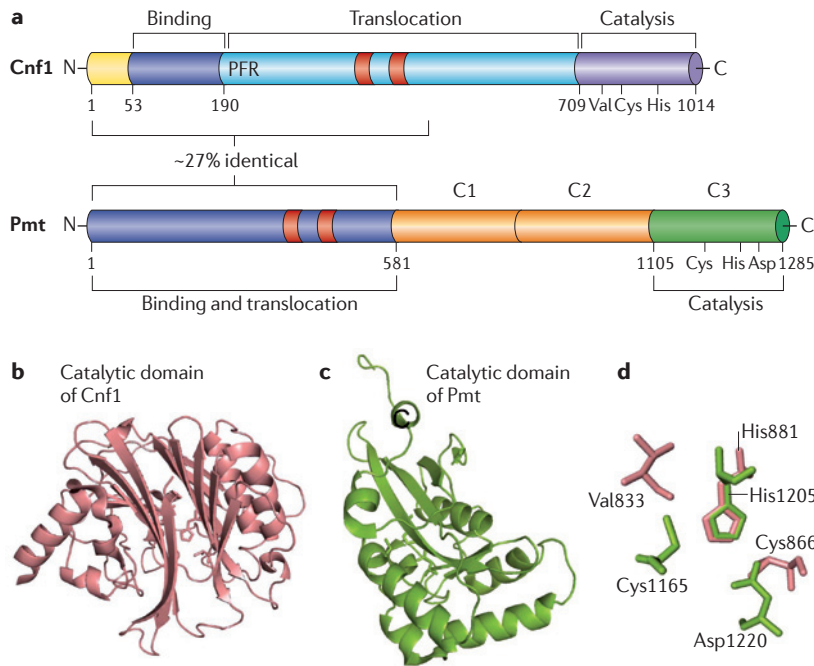 a
Binding
Translocation
Catalysis
Cnf1
N
PFR
C
1
53
190
709
Val
Cys
His
1014
~27% identical
C1
C2
C3
Pmt
N
C
1
581
1105
Cys
His
Asp
1285
Binding and translocation
Catalysis
b
Catalytic domain
of Cnf1
c
Catalytic domain
of Pmt
C
d
His881
Val833
His1205
Cys866
Cys1165
Asp1220